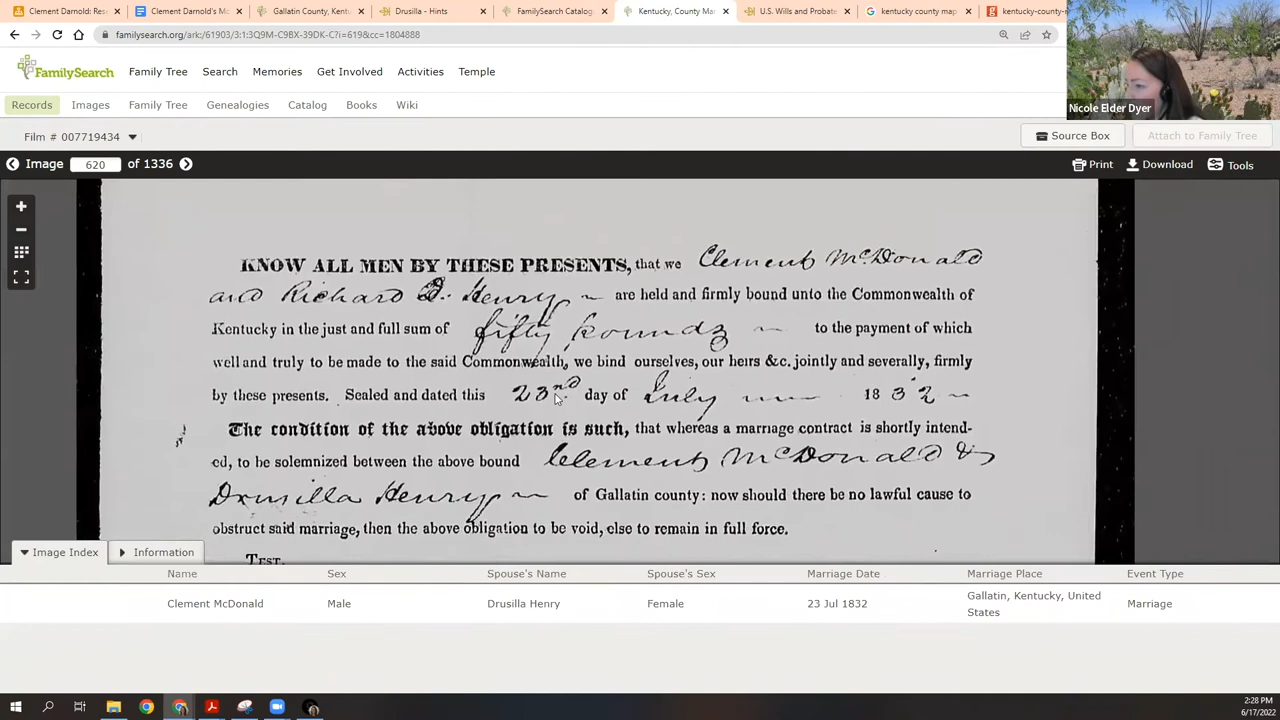 Clement Darnold: Rese
Clement Darnold's Mo
Gallatin County, Kentu
Drusilla - Hints
FamilySearch Catalog
Kentucky, County Ma
U.S. Wills and Probate
kentucky county map
kentucky-county-
familysearch.org/ark:/61903/3:1:3Q9M-C9BX-39DK-C?i=619&cc=1804888
FamilySearch
Family Tree Search Memories Get Involved Activities Temple
Nicole Elder Dyer
Records Images Family Tree Genealogies Catalog Books Wiki
Film # 007719434
Source Box
Attach to Family Tree
Image 620 of 1336
Print Download Tools
KNOW ALL MEN BY THESE PRESENTS, that we Clement McDonald
and Richard D. Henry are held and firmly bound unto the Commonwealth of
Kentucky in the just and full sum of fifty pounds to the payment of which
well and truly to be made to the said Commonwealth, we bind ourselves, our heirs &c. jointly and severally, firmly
by these presents. Sealed and dated this 23nd day of July 1832
The condition of the above obligation is such, that whereas a marriage contract is shortly intend-
ed, to be solemnized between the above bound Clement McDonald &
Drusilla Henry of Gallatin county: now should there be no lawful cause to
obstruct said marriage, then the above obligation to be void, else to remain in full force.
TEST.
Image Index
Information
Name Sex Spouse's Name Spouse's Sex Marriage Date Marriage Place Event Type
Clement McDonald Male Drusilla Henry Female 23 Jul 1832 Gallatin, Kentucky, United States Marriage
2:28 PM
6/17/2022